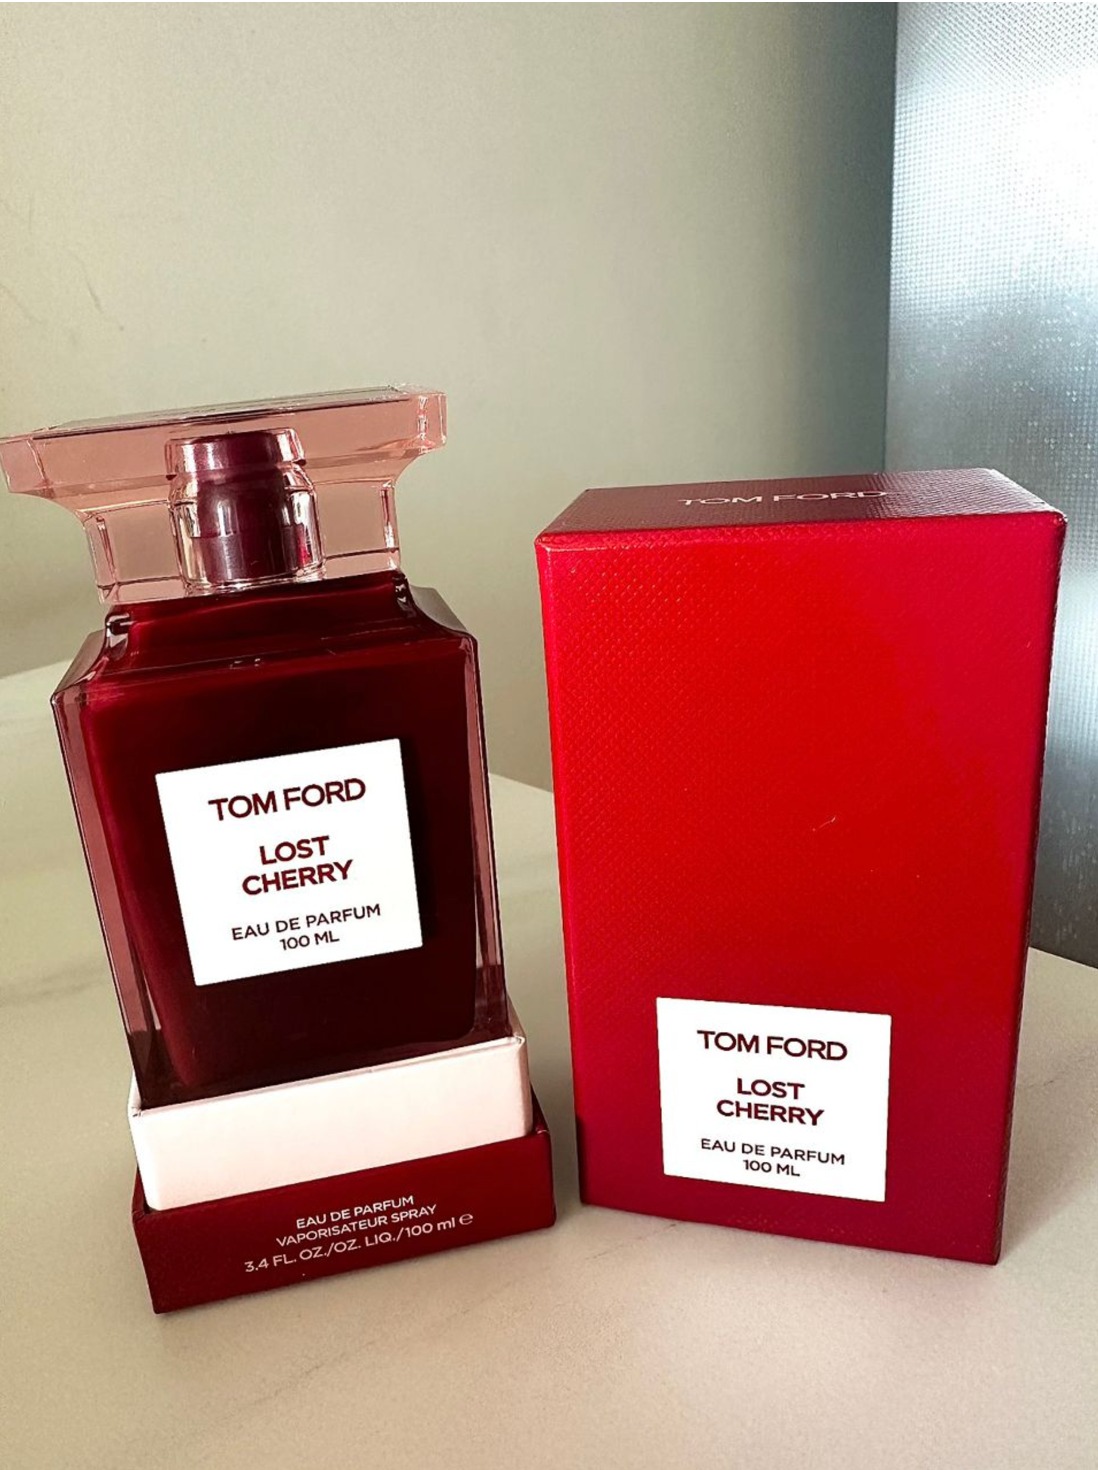 TOM FORD
LOST
CHERRY
EAU DE PARFUM
100 ML
EAU DE PARFUM
VAPORISATEUR SPRAY
3.4 FL. OZ./OZ. LIQ./100 ml ℮
TOM FORD
TOM FORD
LOST
CHERRY
EAU DE PARFUM
100 ML